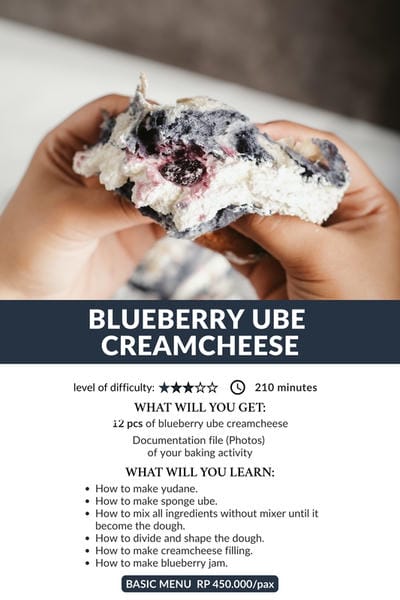 BLUEBERRY UBE
CREAMCHEESE
level of difficulty: ★★★☆☆ 210 minutes
WHAT WILL YOU GET:
12 pcs of blueberry ube creamcheese
Documentation file (Photos)
of your baking activity
WHAT WILL YOU LEARN:
• How to make yudane.
• How to make sponge ube.
• How to mix all ingredients without mixer until it
become the dough.
• How to divide and shape the dough.
• How to make creamcheese filling.
• How to make blueberry jam.
BASIC MENU RP 450.000/pax